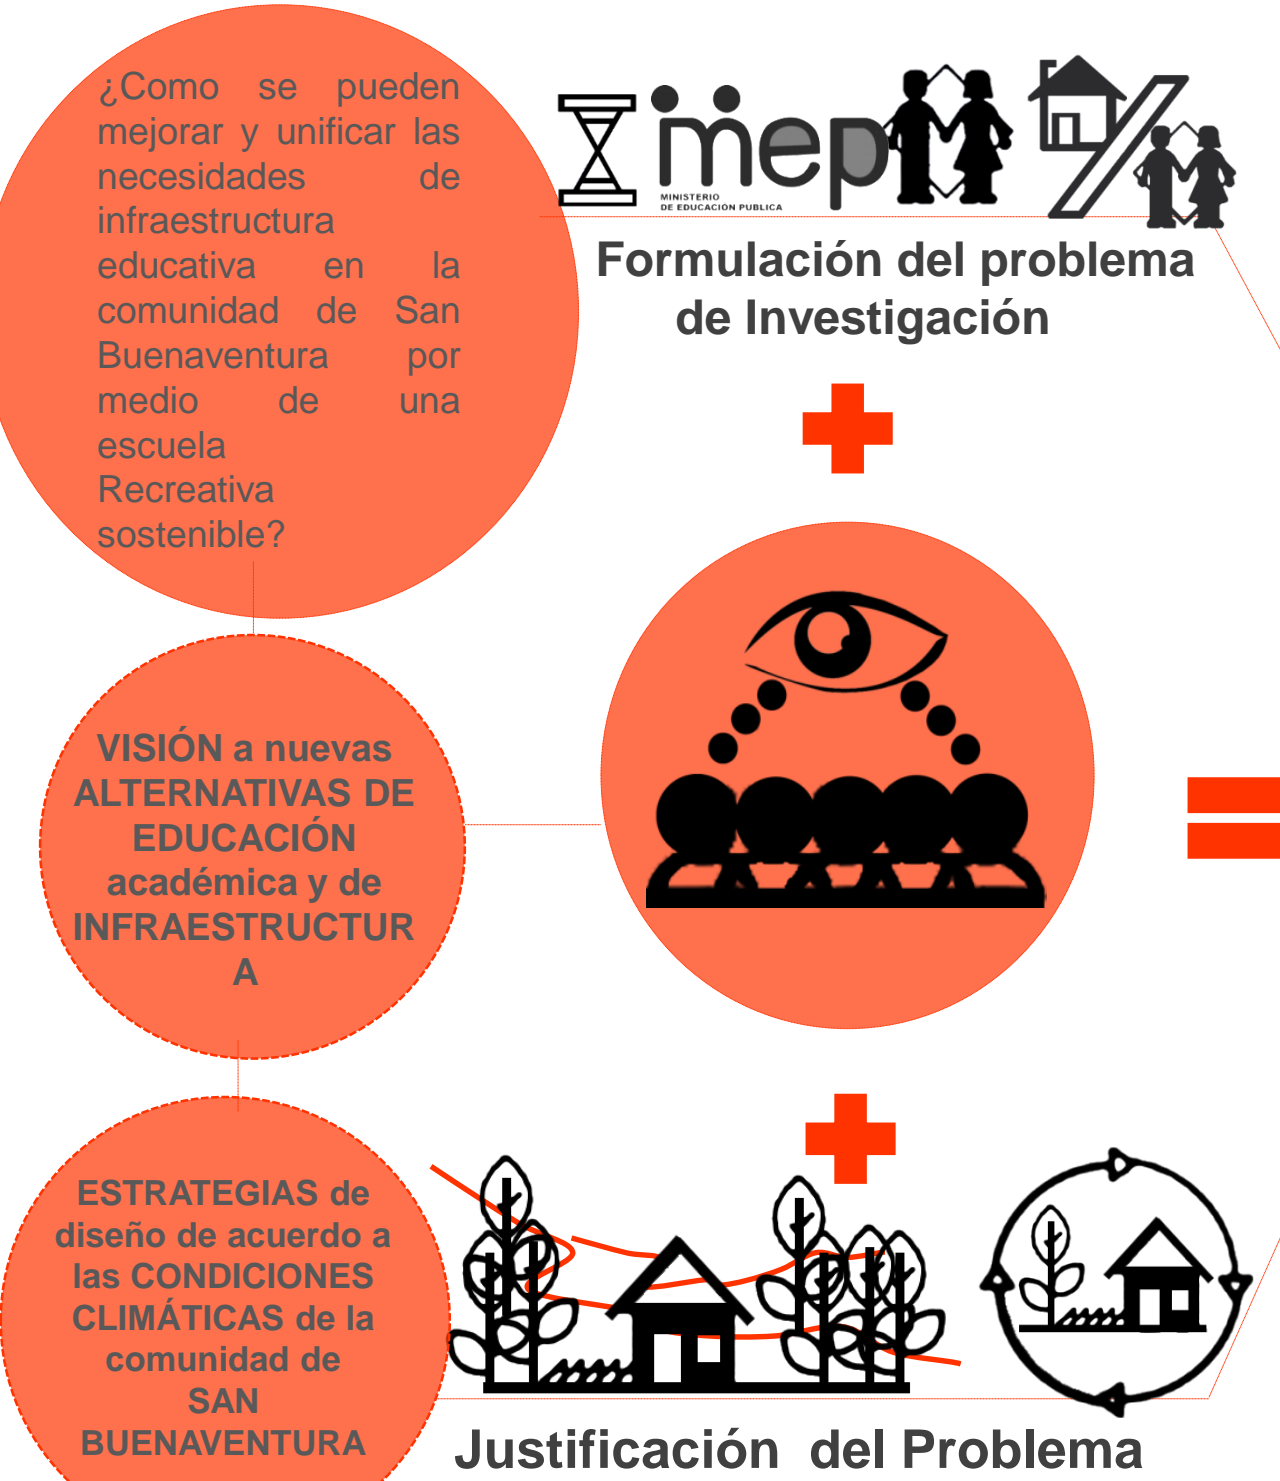 ¿Como se pueden
mejorar y unificar las
necesidades de
infraestructura
educativa en la
comunidad de San
Buenaventura por
medio de una
escuela
Recreativa
sostenible?
mep
MINISTERIO
DE EDUCACIÓN PUBLICA
Formulación del problema
de Investigación
VISIÓN a nuevas
ALTERNATIVAS DE
EDUCACIÓN
académica y de
INFRAESTRUCTUR
A
ESTRATEGIAS de
diseño de acuerdo a
las CONDICIONES
CLIMÁTICAS de la
comunidad de
SAN
BUENAVENTURA
Justificación del Problema